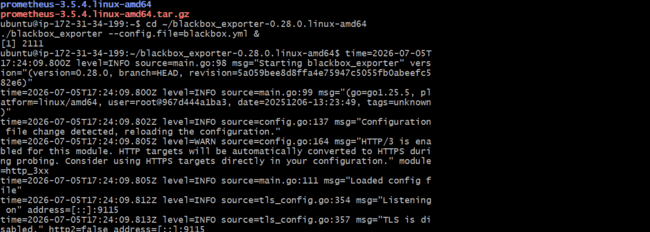 prometheus-3.5.4.linux-amd64
prometheus-3.5.4.linux-amd64.tar.gz
ubuntu@ip-172-31-34-199:~$ cd ~/blackbox_exporter-0.28.0.linux-amd64
./blackbox_exporter --config.file=blackbox.yml &
[1] 2111
ubuntu@ip-172-31-34-199:~/blackbox_exporter-0.28.0.linux-amd64$ time=2026-07-05T
17:24:09.800Z level=INFO source=main.go:98 msg="Starting blackbox_exporter" vers
ion="(version=0.28.0, branch=HEAD, revision=5a059bee8d8ffa4e75947c5055fb0abeefc5
82e6)"
time=2026-07-05T17:24:09.800Z level=INFO source=main.go:99 msg="(go=go1.25.5, pl
atform=linux/amd64, user=root@967d444a1ba3, date=20251206-13:23:49, tags=unknown
)"
time=2026-07-05T17:24:09.802Z level=INFO source=config.go:137 msg="Configuration
 file change detected, reloading the configuration."
time=2026-07-05T17:24:09.805Z level=WARN source=config.go:164 msg="HTTP/3 is ena
bled for this module. HTTP targets will be automatically converted to HTTPS duri
ng probing. Consider using HTTPS targets directly in your configuration." module
=http_3xx
time=2026-07-05T17:24:09.805Z level=INFO source=main.go:111 msg="Loaded config f
ile"
time=2026-07-05T17:24:09.812Z level=INFO source=tls_config.go:354 msg="Listening
 on" address=[::]:9115
time=2026-07-05T17:24:09.813Z level=INFO source=tls_config.go:357 msg="TLS is di
sabled." http2=false address=[::]:9115